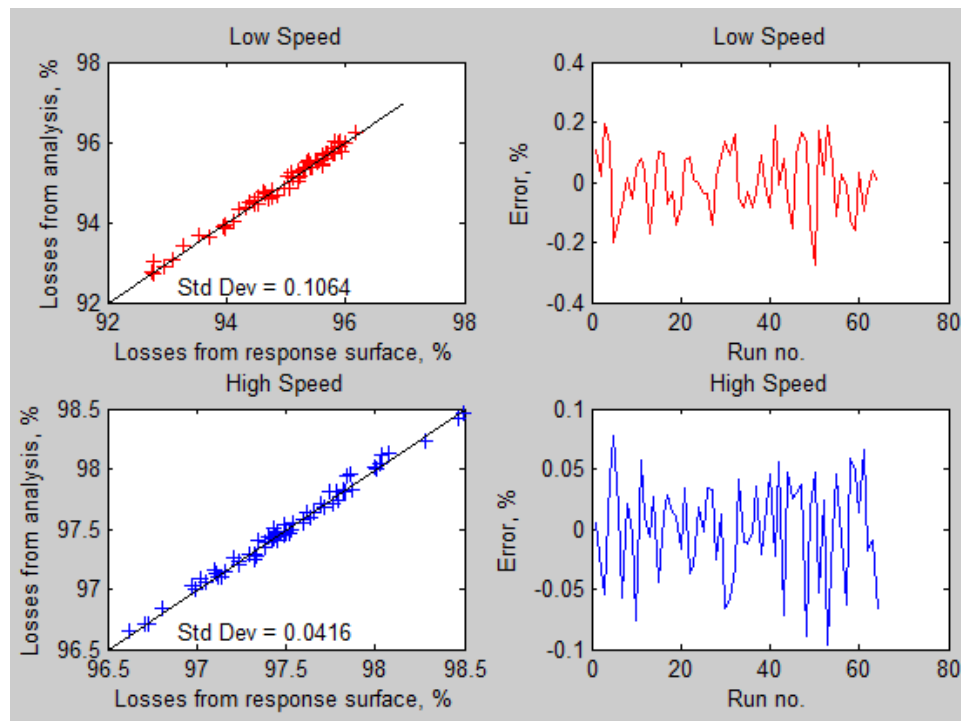 Low Speed
Losses from analysis, %
98
96
94
92
Std Dev = 0.1064
92 94 96 98
Losses from response surface, %
Low Speed
Error, %
0.4
0.2
0
-0.2
-0.4
0 20 40 60 80
Run no.
High Speed
Losses from analysis, %
98.5
98
97.5
97
96.5
Std Dev = 0.0416
96.5 97 97.5 98 98.5
Losses from response surface, %
High Speed
Error, %
0.1
0.05
0
-0.05
-0.1
0 20 40 60 80
Run no.